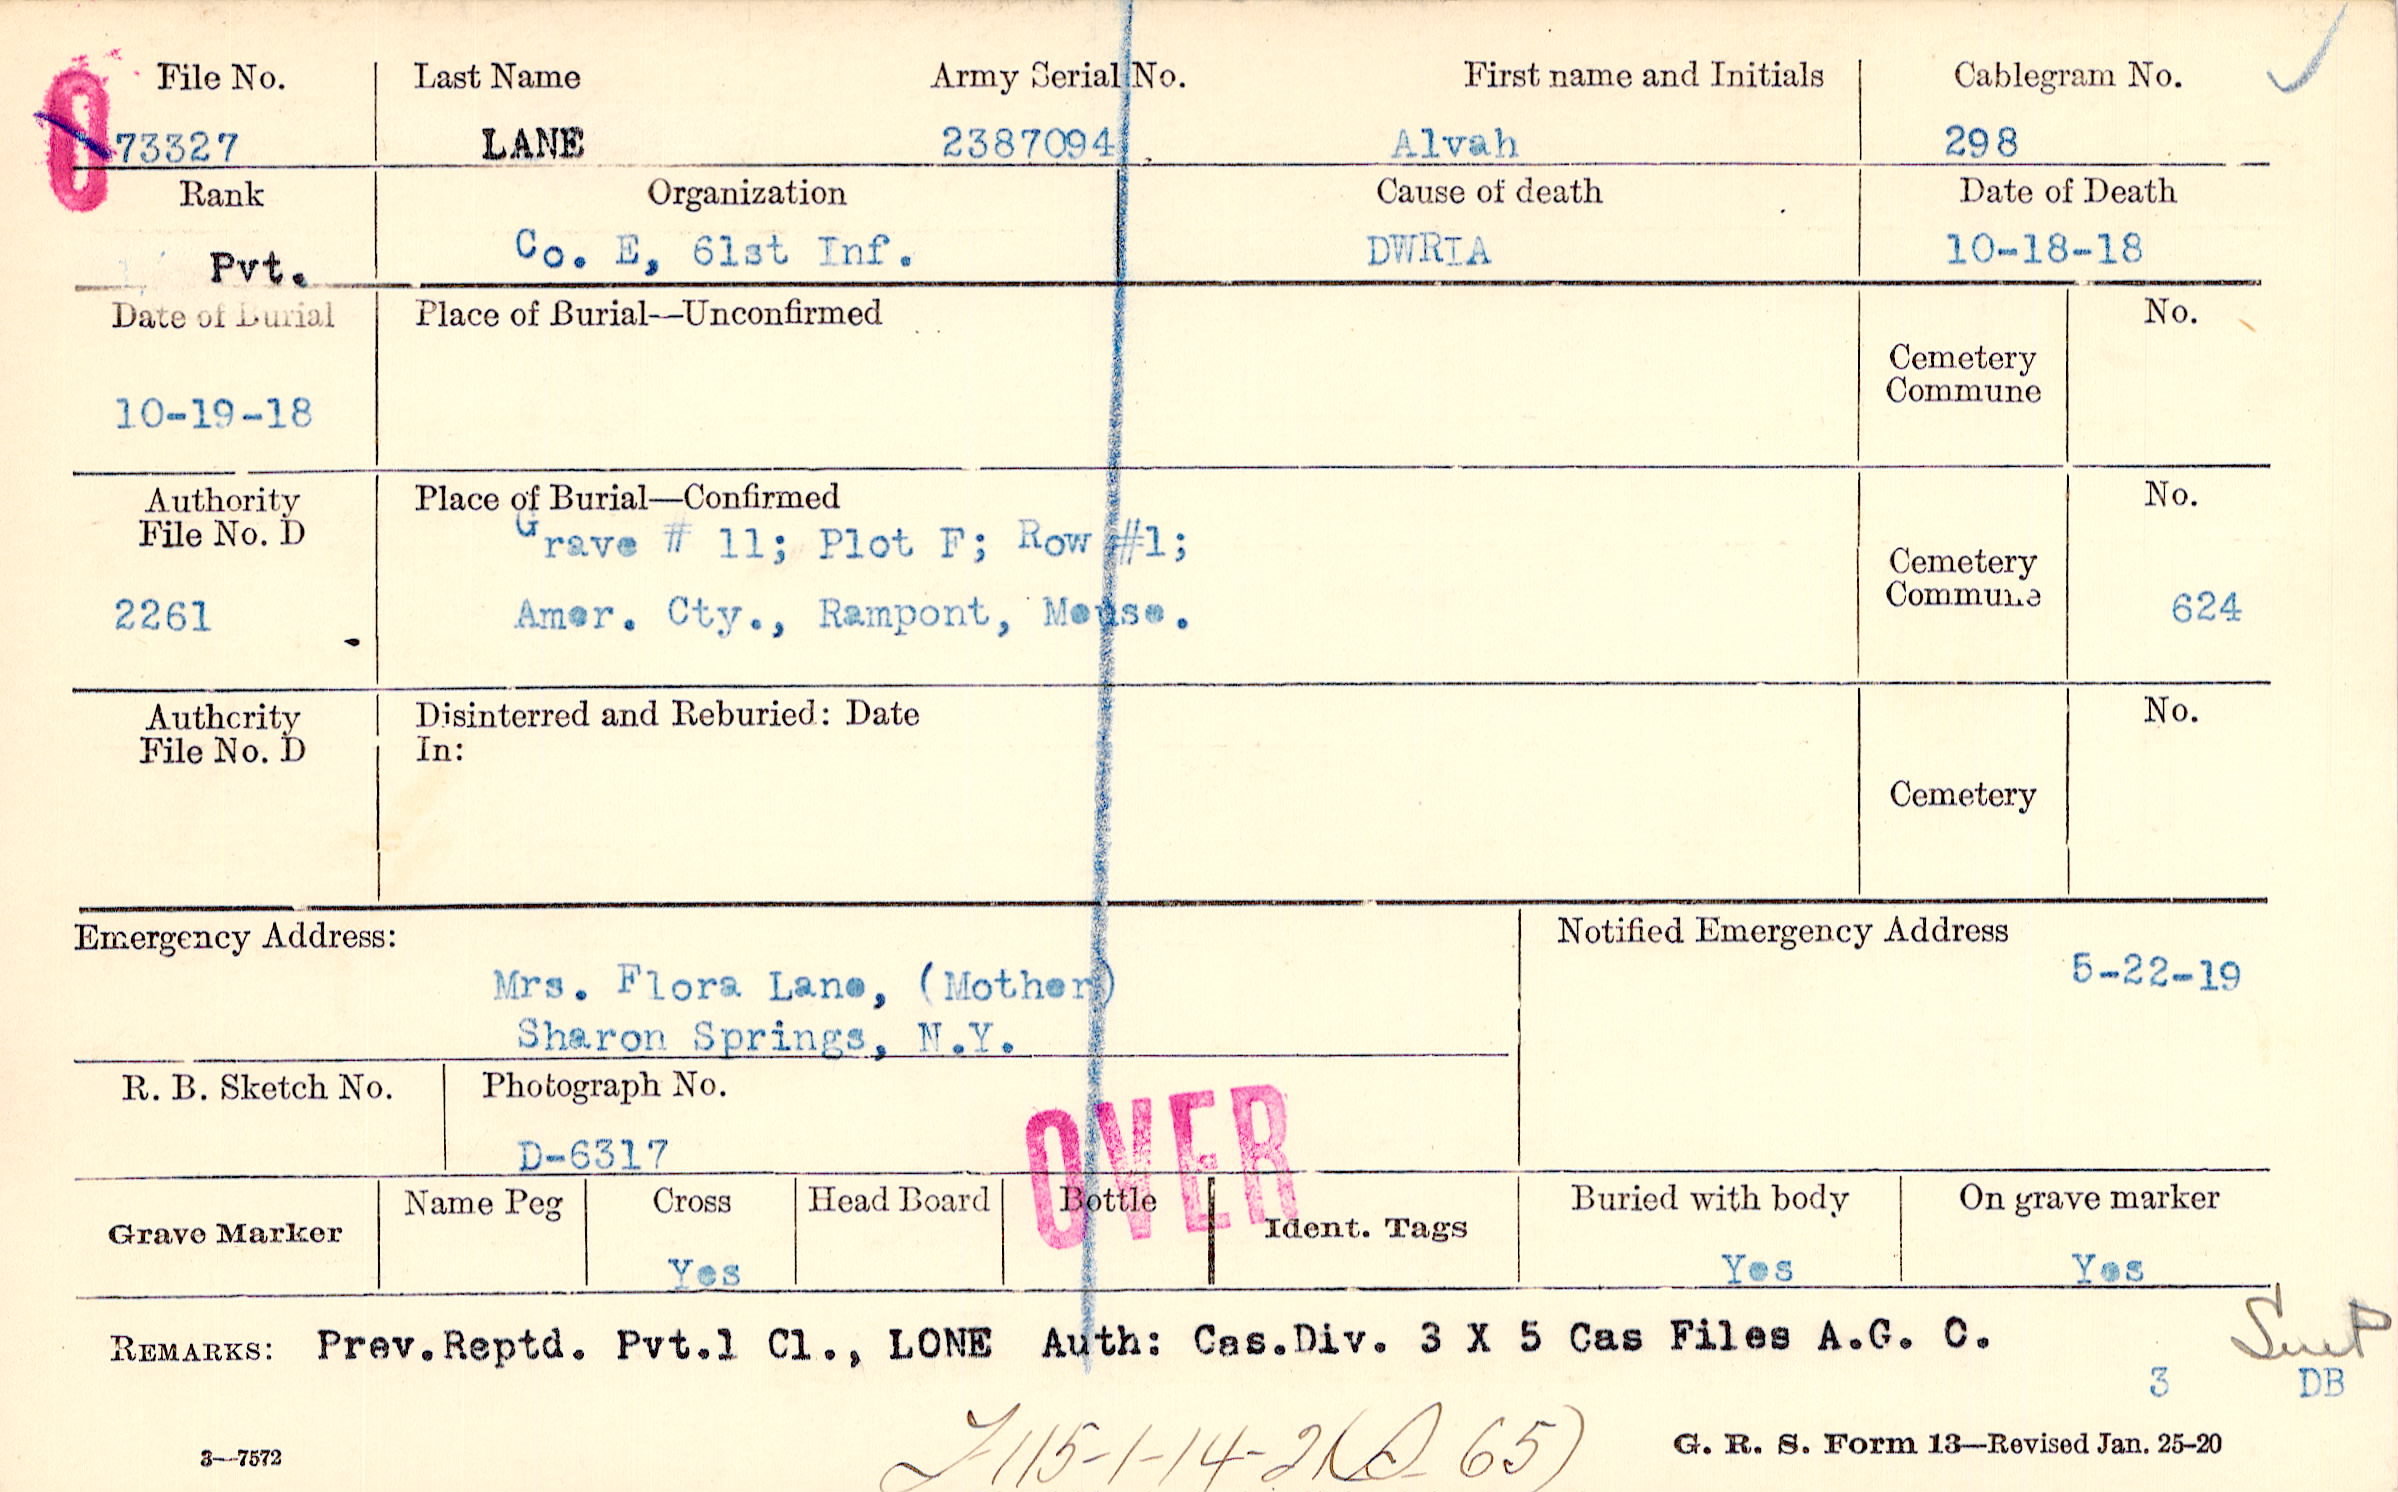 File No. Last Name Army Serial No. First name and Initials Cablegram No.
73327 LANE 2387094 Alvah 298
Rank Organization Cause of death Date of Death
Pvt. Co. E, 61st Inf. DWRIA 10-18-18
Date of Burial Place of Burial—Unconfirmed No.
Cemetery
Commune
10-19-18
Authority Place of Burial—Confirmed No.
File No. D Grave # 11; Plot F; Row #1;
Cemetery
Commune
2261 Amer. Cty., Rampont, Meuse. 624
Authority Disinterred and Reburied: Date No.
File No. D In:
Cemetery
Emergency Address: Notified Emergency Address
5-22-19
Mrs. Flora Lane, (Mother)
Sharon Springs, N.Y.
R. B. Sketch No. Photograph No.
OVER
D-6317
Name Peg Cross Head Board Bottle Buried with body On grave marker
Grave Marker Ident. Tags
Yes Yes Yes
REMARKS: Prev.Reptd. Pvt.1 Cl., LONE Auth: Cas.Div. 3 X 5 Cas Files A.G. O.
3 DB
3—7572 G. R. S. Form 13—Revised Jan. 25-20